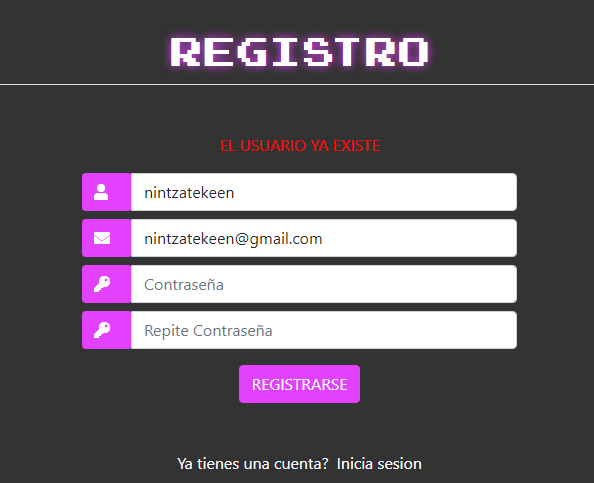 REGISTRO
EL USUARIO YA EXISTE
nintzatekeen
nintzatekeen@gmail.com
Contraseña
Repite Contraseña
REGISTRARSE
Ya tienes una cuenta? Inicia sesion